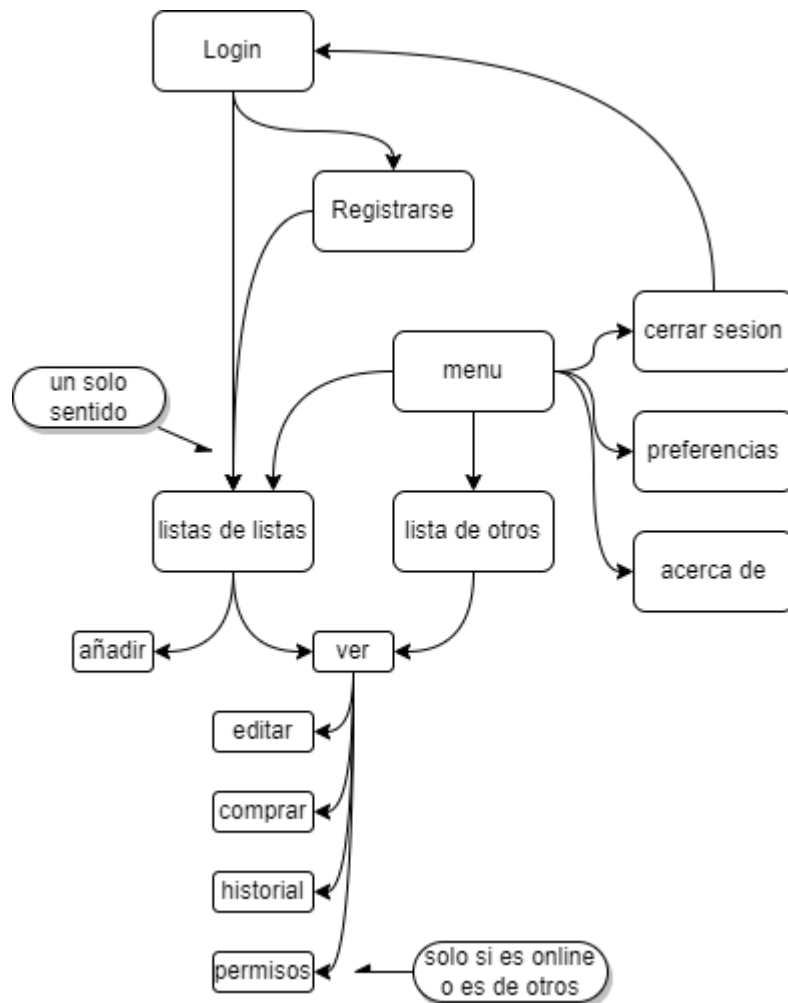 Login
Registrarse
cerrar sesion
menu
un solo
sentido
preferencias
listas de listas
lista de otros
acerca de
añadir
ver
editar
comprar
historial
permisos
solo si es online
o es de otros